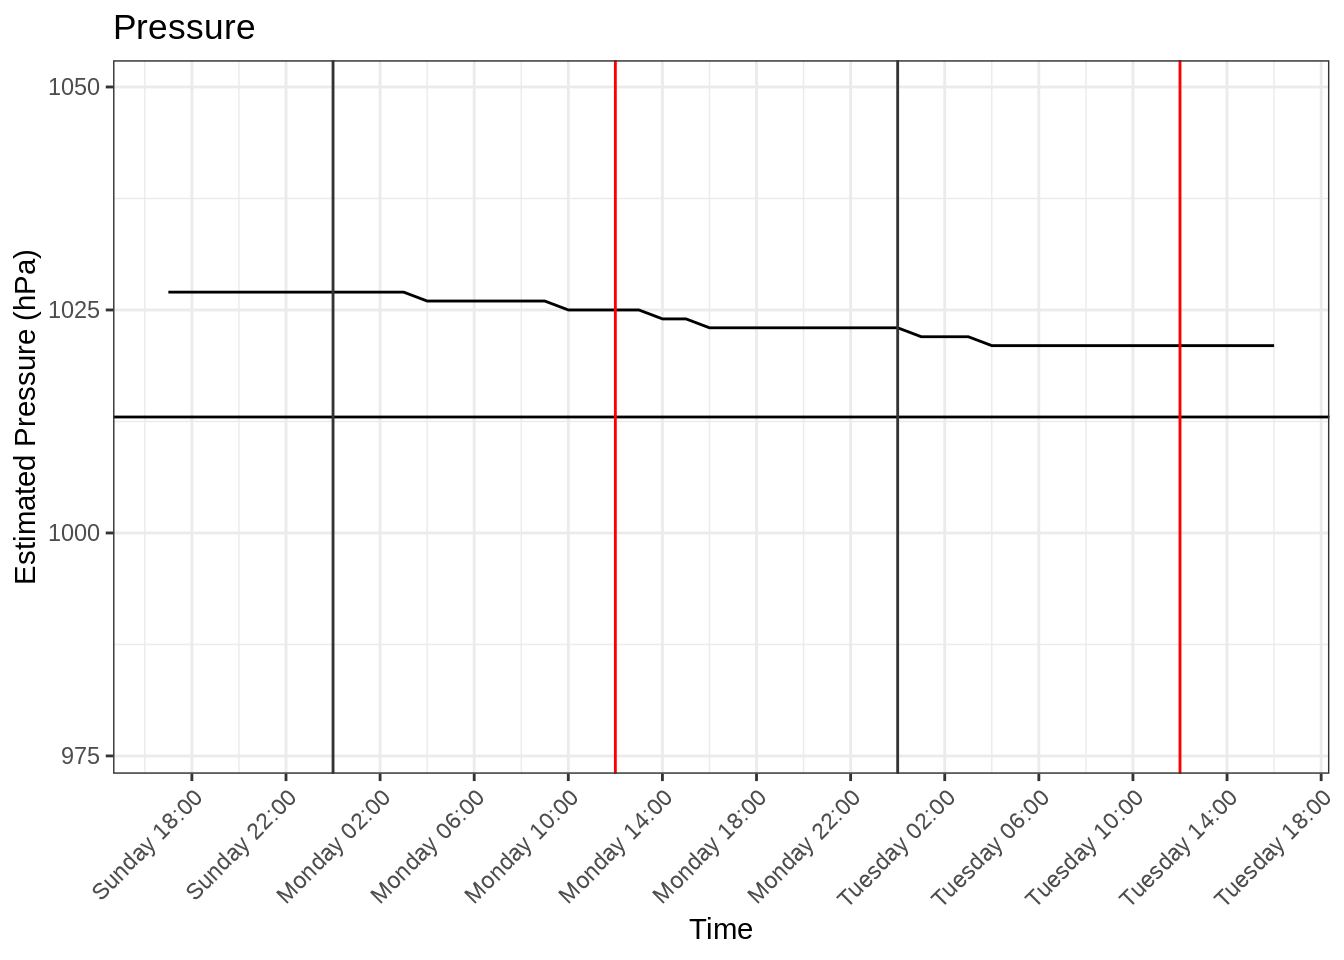 Pressure
Estimated Pressure (hPa)
1050
1025
1000
975
Sunday 18:00
Sunday 22:00
Monday 02:00
Monday 06:00
Monday 10:00
Monday 14:00
Monday 18:00
Monday 22:00
Tuesday 02:00
Tuesday 06:00
Tuesday 10:00
Tuesday 14:00
Tuesday 18:00
Time